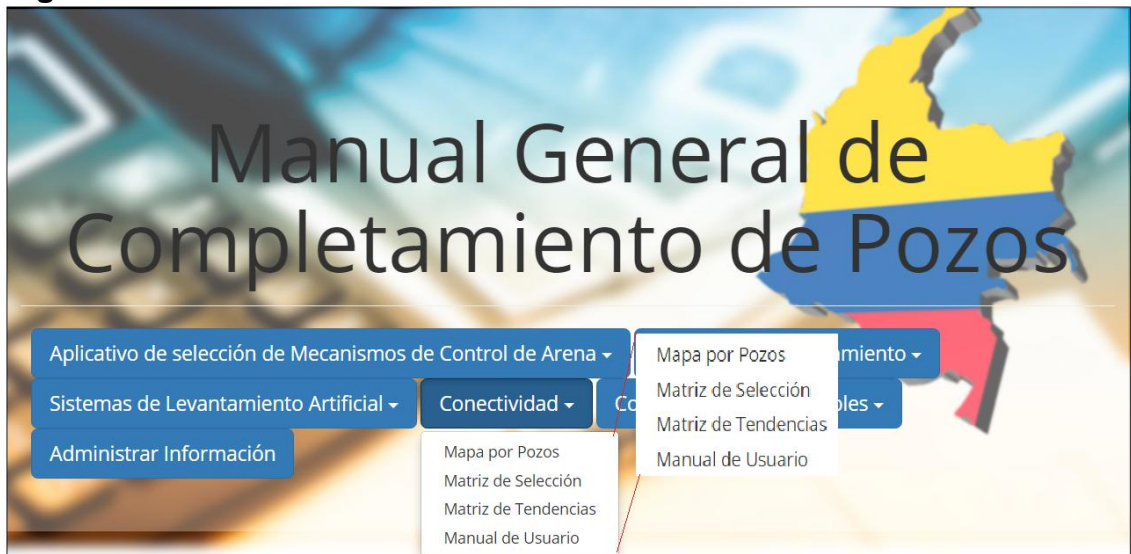 Manual General de
Completamiento de Pozos
Aplicativo de selección de Mecanismos de Control de Arena
Sistemas de Levantamiento Artificial
Conectividad
Administrar Información
Mapa por Pozos
Matriz de Selección
Matriz de Tendencias
Manual de Usuario
Mapa por Pozos
Matriz de Selección
Matriz de Tendencias
Manual de Usuario